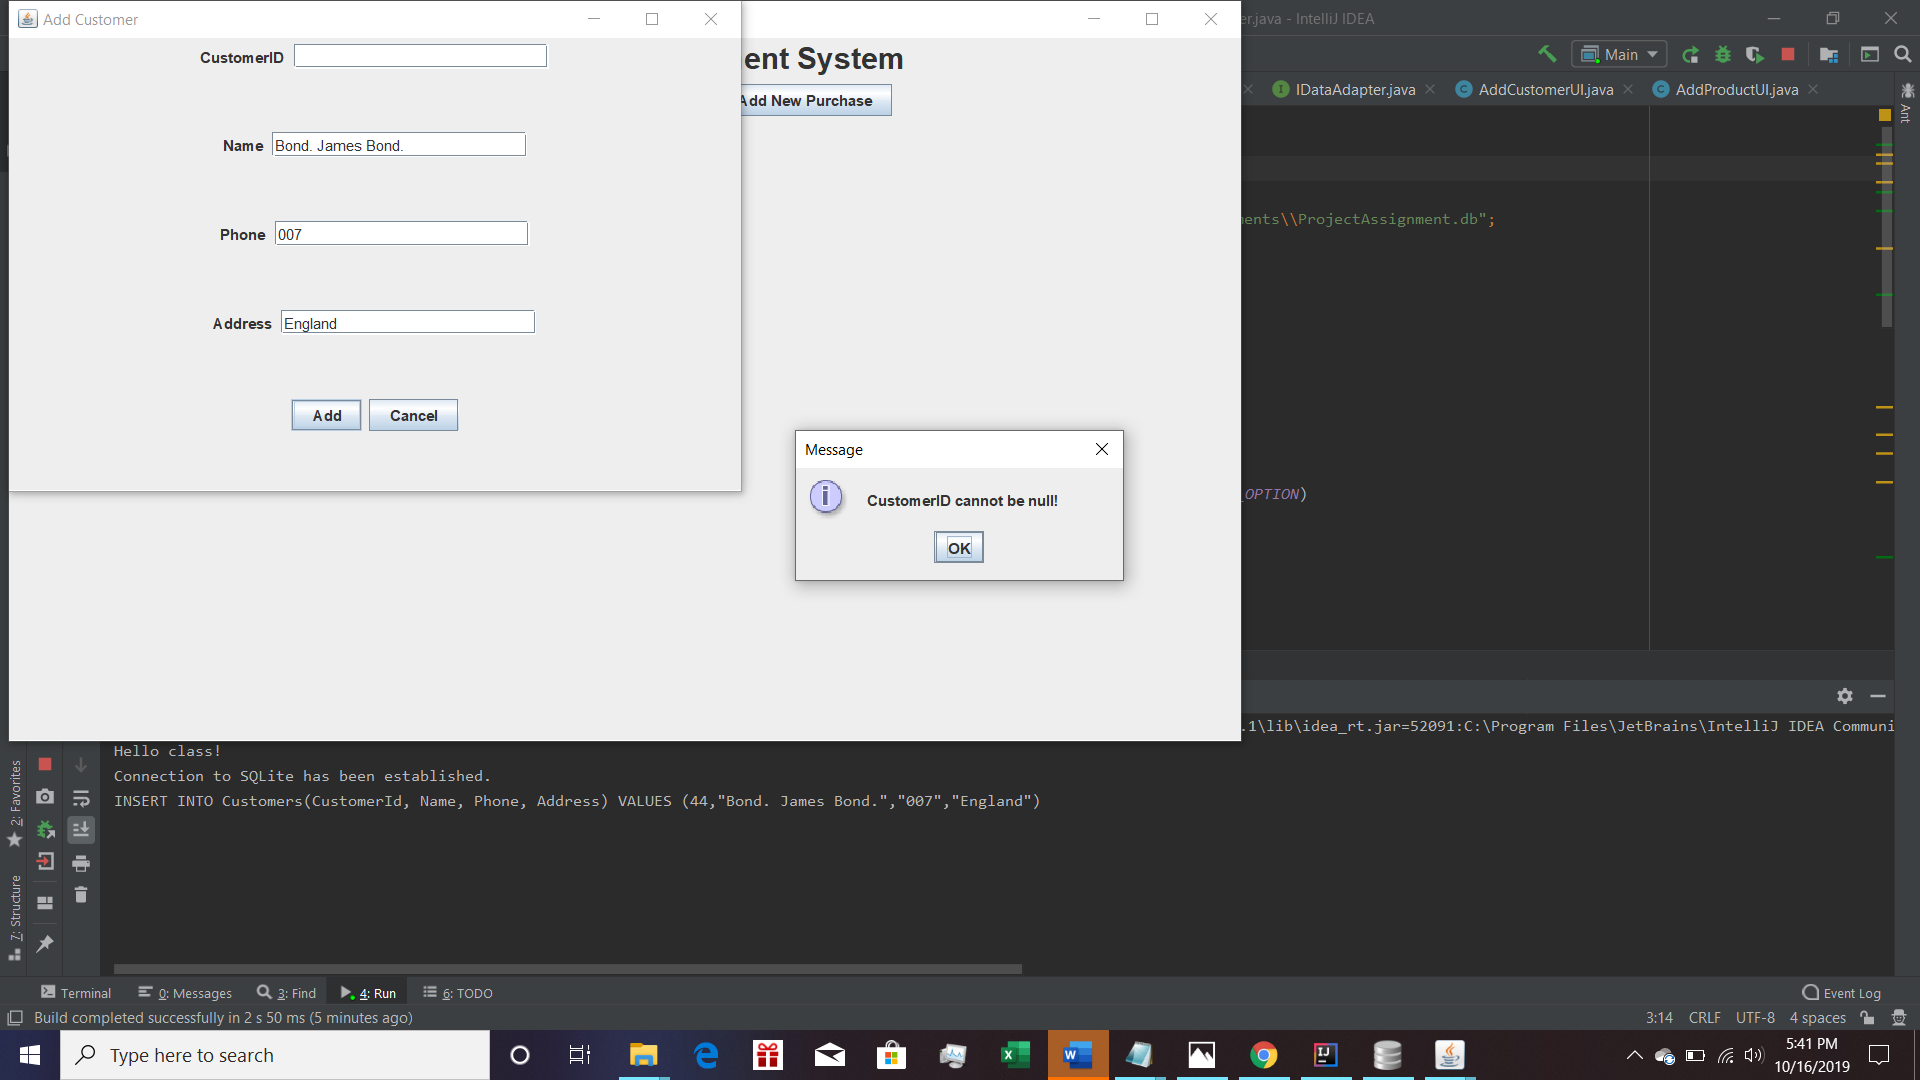 Add Customer
CustomerID
Name Bond. James Bond.
Phone 007
Address England
Add Cancel
ent System
Add New Purchase
Message
CustomerID cannot be null!
OK
er.java - IntelliJ IDEA
Main
IDataAdapter.java AddCustomerUI.java AddProductUI.java
Ant
ments\\ProjectAssignment.db";
_OPTION)
.1\lib\idea_rt.jar=52091:C:\Program Files\JetBrains\IntelliJ IDEA Communi
Hello class!
Connection to SQLite has been established.
INSERT INTO Customers(CustomerId, Name, Phone, Address) VALUES (44,"Bond. James Bond.","007","England")
2: Favorites
7: Structure
Terminal 0: Messages 3: Find 4: Run 6: TODO Event Log
Build completed successfully in 2 s 50 ms (5 minutes ago) 3:14 CRLF UTF-8 4 spaces
Type here to search
5:41 PM
10/16/2019